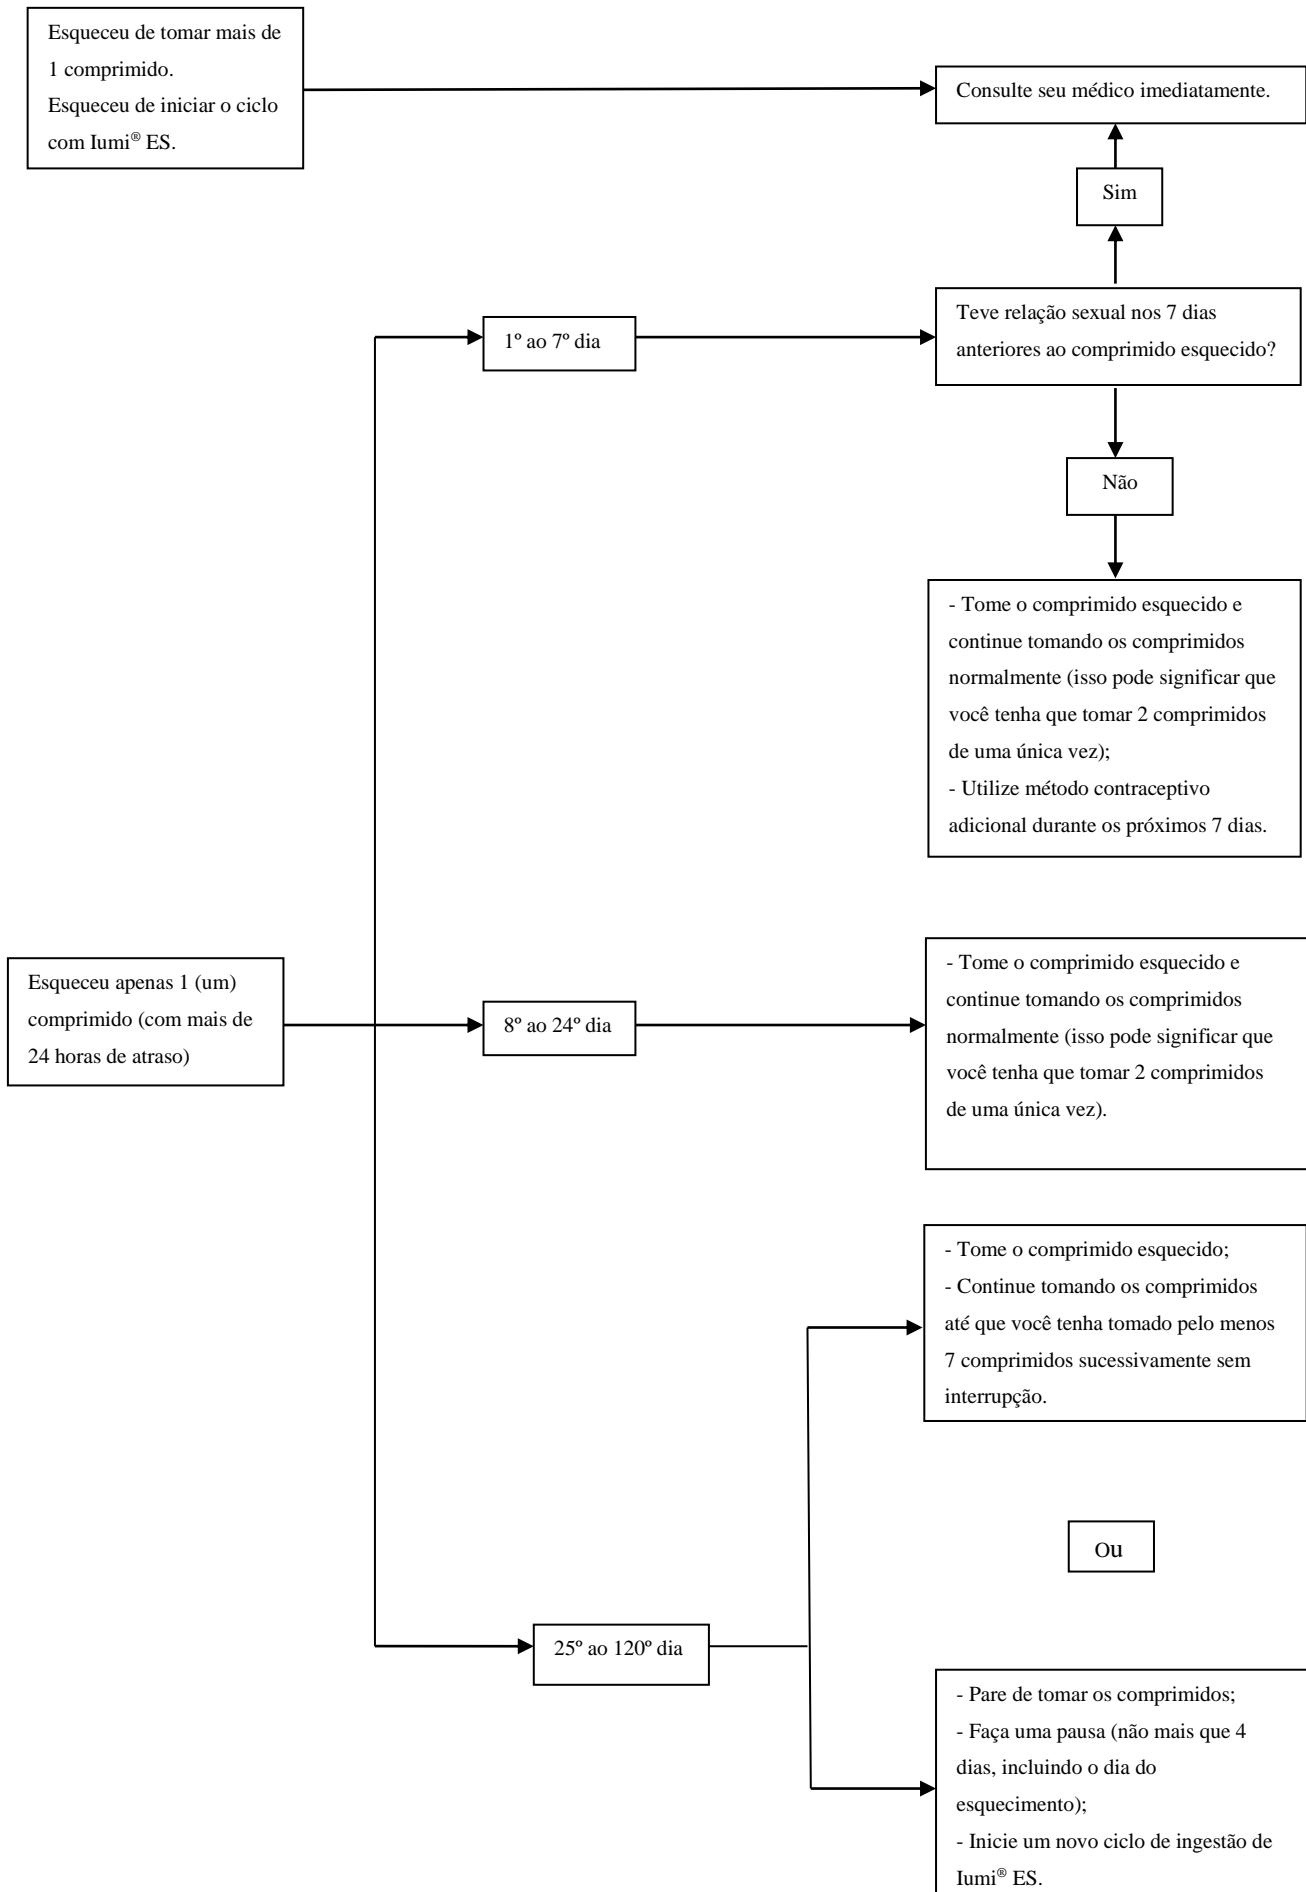 Esqueceu de tomar mais de
1 comprimido.
Esqueceu de iniciar o ciclo
com Iumi® ES.
Consulte seu médico imediatamente.
Sim
Teve relação sexual nos 7 dias
anteriores ao comprimido esquecido?
1º ao 7º dia
Não
- Tome o comprimido esquecido e
continue tomando os comprimidos
normalmente (isso pode significar que
você tenha que tomar 2 comprimidos
de uma única vez);
- Utilize método contraceptivo
adicional durante os próximos 7 dias.
Esqueceu apenas 1 (um)
comprimido (com mais de
24 horas de atraso)
8º ao 24º dia
- Tome o comprimido esquecido e
continue tomando os comprimidos
normalmente (isso pode significar que
você tenha que tomar 2 comprimidos
de uma única vez).
- Tome o comprimido esquecido;
- Continue tomando os comprimidos
até que você tenha tomado pelo menos
7 comprimidos sucessivamente sem
interrupção.
Ou
25º ao 120º dia
- Pare de tomar os comprimidos;
- Faça uma pausa (não mais que 4
dias, incluindo o dia do
esquecimento);
- Inicie um novo ciclo de ingestão de
Iumi® ES.